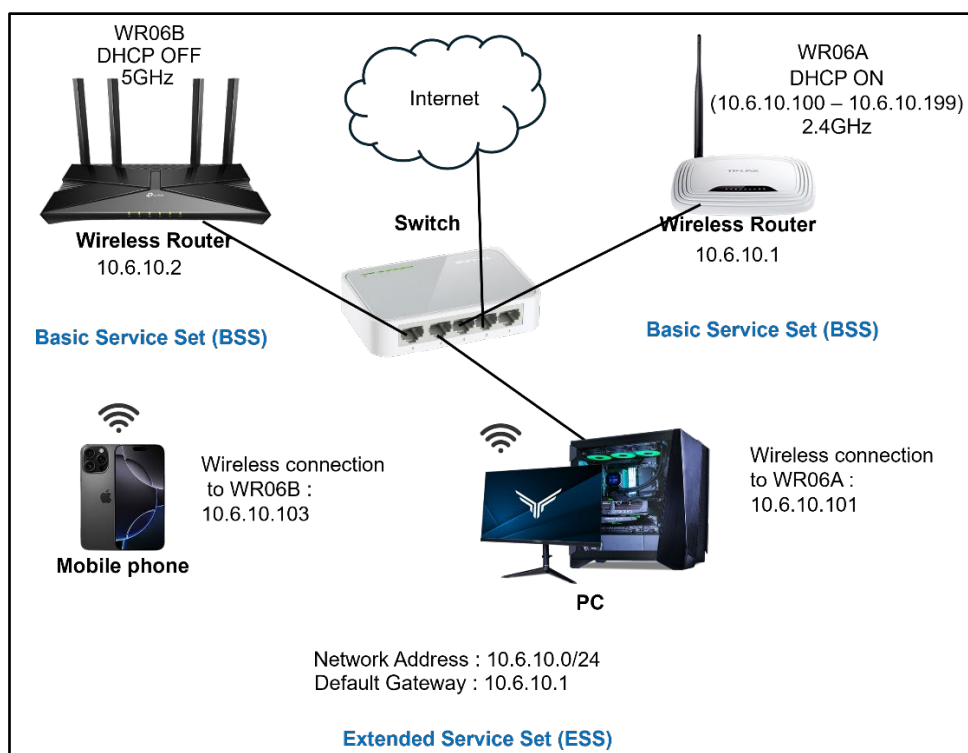 WR06B
DHCP OFF
5GHz
Wireless Router
10.6.10.2
Basic Service Set (BSS)
Internet
Switch
WR06A
DHCP ON
(10.6.10.100 – 10.6.10.199)
2.4GHz
TP-LINK
Wireless Router
10.6.10.1
Basic Service Set (BSS)
Wireless connection
to WR06B :
10.6.10.103
Mobile phone
Wireless connection
to WR06A :
10.6.10.101
PC
Network Address : 10.6.10.0/24
Default Gateway : 10.6.10.1
Extended Service Set (ESS)